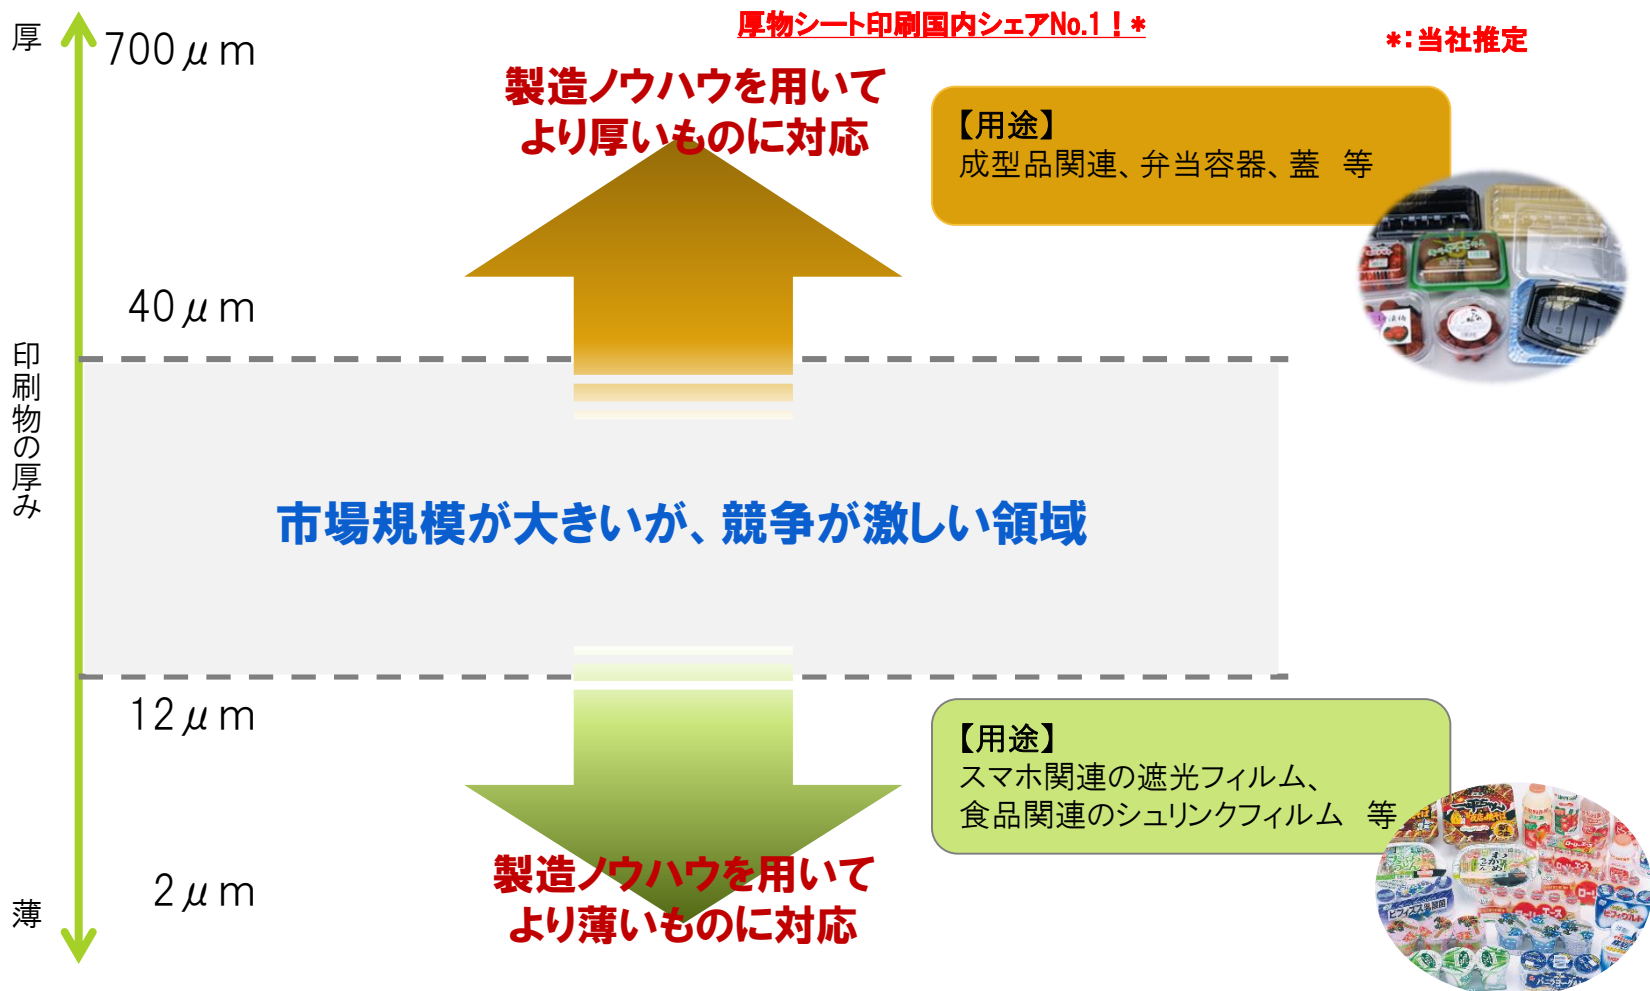 厚物シート印刷国内シェアNo.1！*
*：当社推定
厚
700μm
製造ノウハウを用いて
より厚いものに対応
【用途】
成型品関連、弁当容器、蓋　等
40μm
印刷物の厚み
市場規模が大きいが、競争が激しい領域
12μm
【用途】
スマホ関連の遮光フィルム、
食品関連のシュリンクフィルム　等
製造ノウハウを用いて
より薄いものに対応
2μm
薄